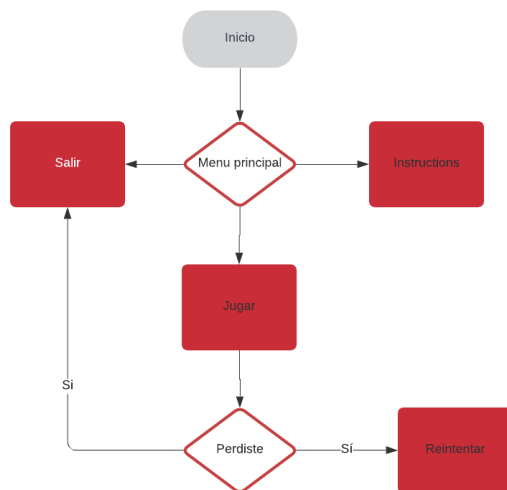 Inicio
Salir
Menu principal
Instructions
Jugar
Si
Perdiste
Sí
Reintentar